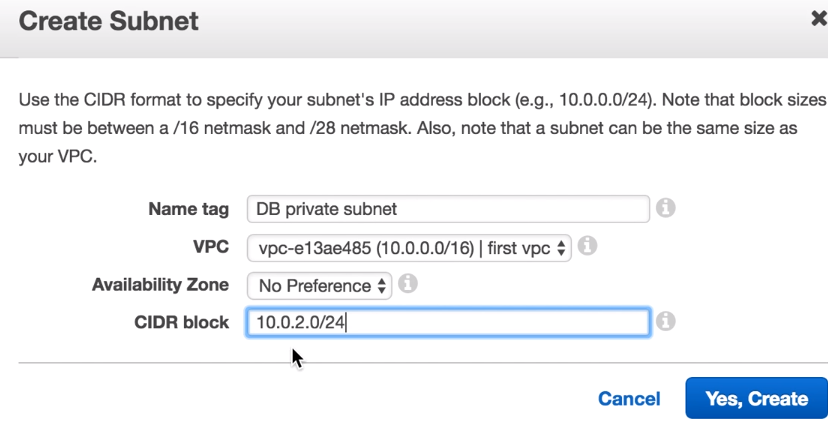 Create Subnet
Use the CIDR format to specify your subnet's IP address block (e.g., 10.0.0.0/24). Note that block sizes
must be between a /16 netmask and /28 netmask. Also, note that a subnet can be the same size as
your VPC.
Name tag DB private subnet
VPC vpc-e13ae485 (10.0.0.0/16) | first vpc
Availability Zone No Preference
CIDR block 10.0.2.0/24
Cancel Yes, Create